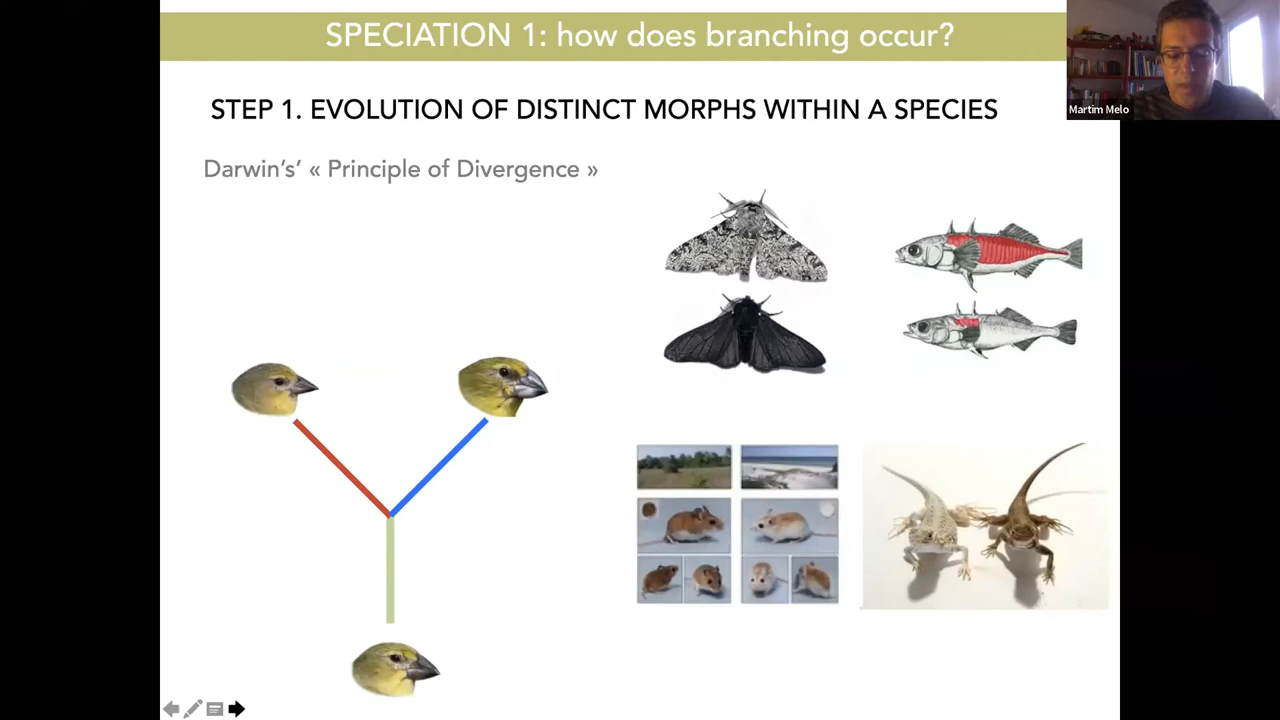 SPECIATION 1: how does branching occur?
Martim Melo
STEP 1. EVOLUTION OF DISTINCT MORPHS WITHIN A SPECIES
Darwin's' « Principle of Divergence »